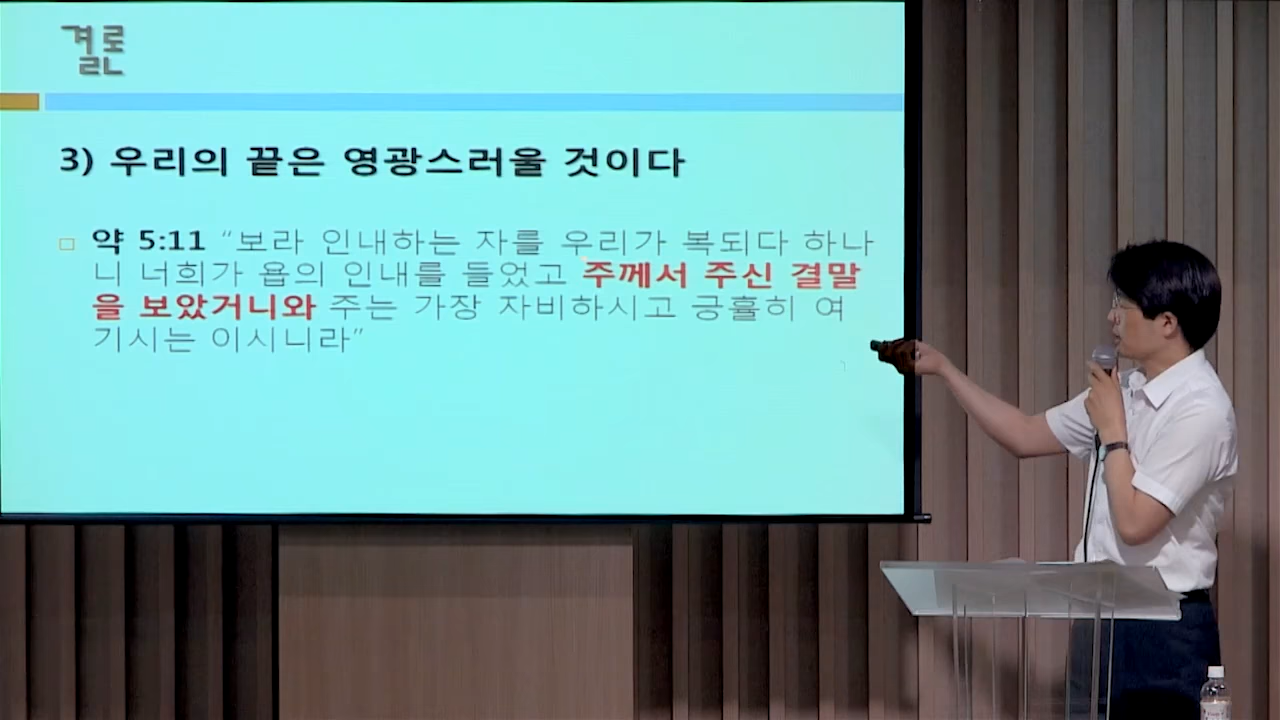 결론
3) 우리의 끝은 영광스러울 것이다
약 5:11 “보라 인내하는 자를 우리가 복되다 하나
니 너희가 욥의 인내를 들었고 주께서 주신 결말
을 보았거니와 주는 가장 자비하시고 긍휼히 여
기시는 이시니라”